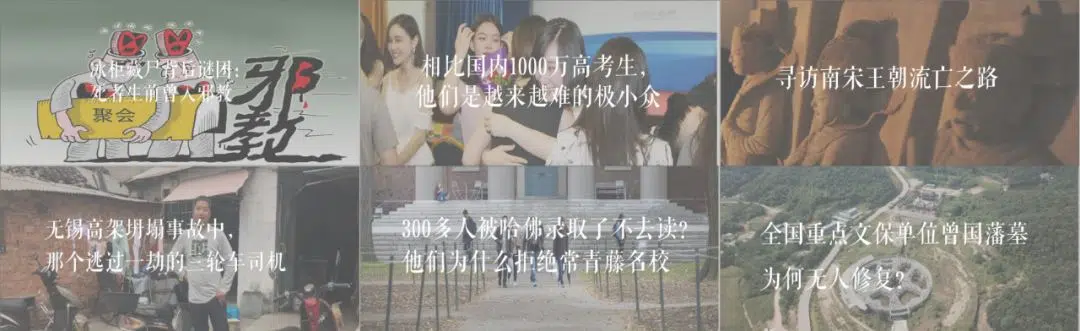 冰柜藏尸背后谜团：
死者生前曾入邪教
聚会
邪教
相比国内1000万高考生，
他们是越来越难的极小众
寻访南宋王朝流亡之路
无锡高架坍塌事故中，
那个逃过一劫的三轮车司机
300多人被哈佛录取了不去读？
他们为什么拒绝常青藤名校
全国重点文保单位曾国藩墓
为何无人修复？